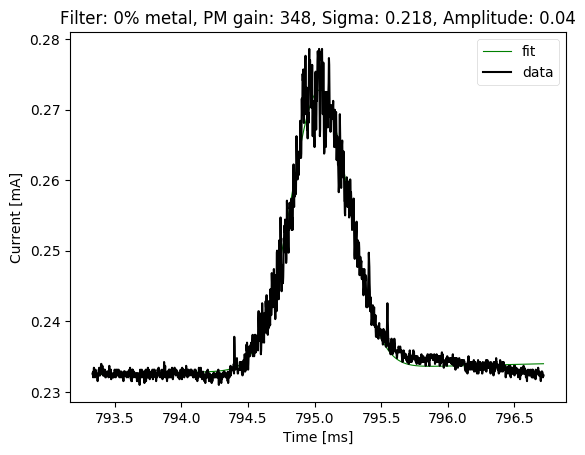 Filter: 0% metal, PM gain: 348, Sigma: 0.218, Amplitude: 0.04
fit
data
0.28
0.27
0.26
0.25
0.24
0.23
Current [mA]
793.5 794.0 794.5 795.0 795.5 796.0 796.5
Time [ms]